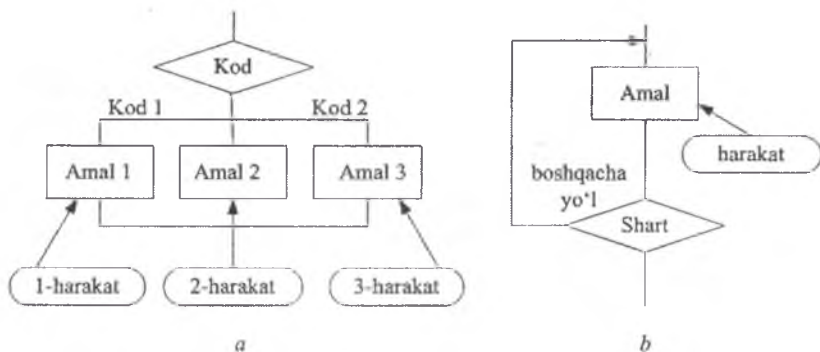 Kod
Kod 1
Kod 2
Amal 1
Amal 2
Amal 3
1-harakat
2-harakat
3-harakat
a
Amal
harakat
boshqacha
yo‘l
Shart
b